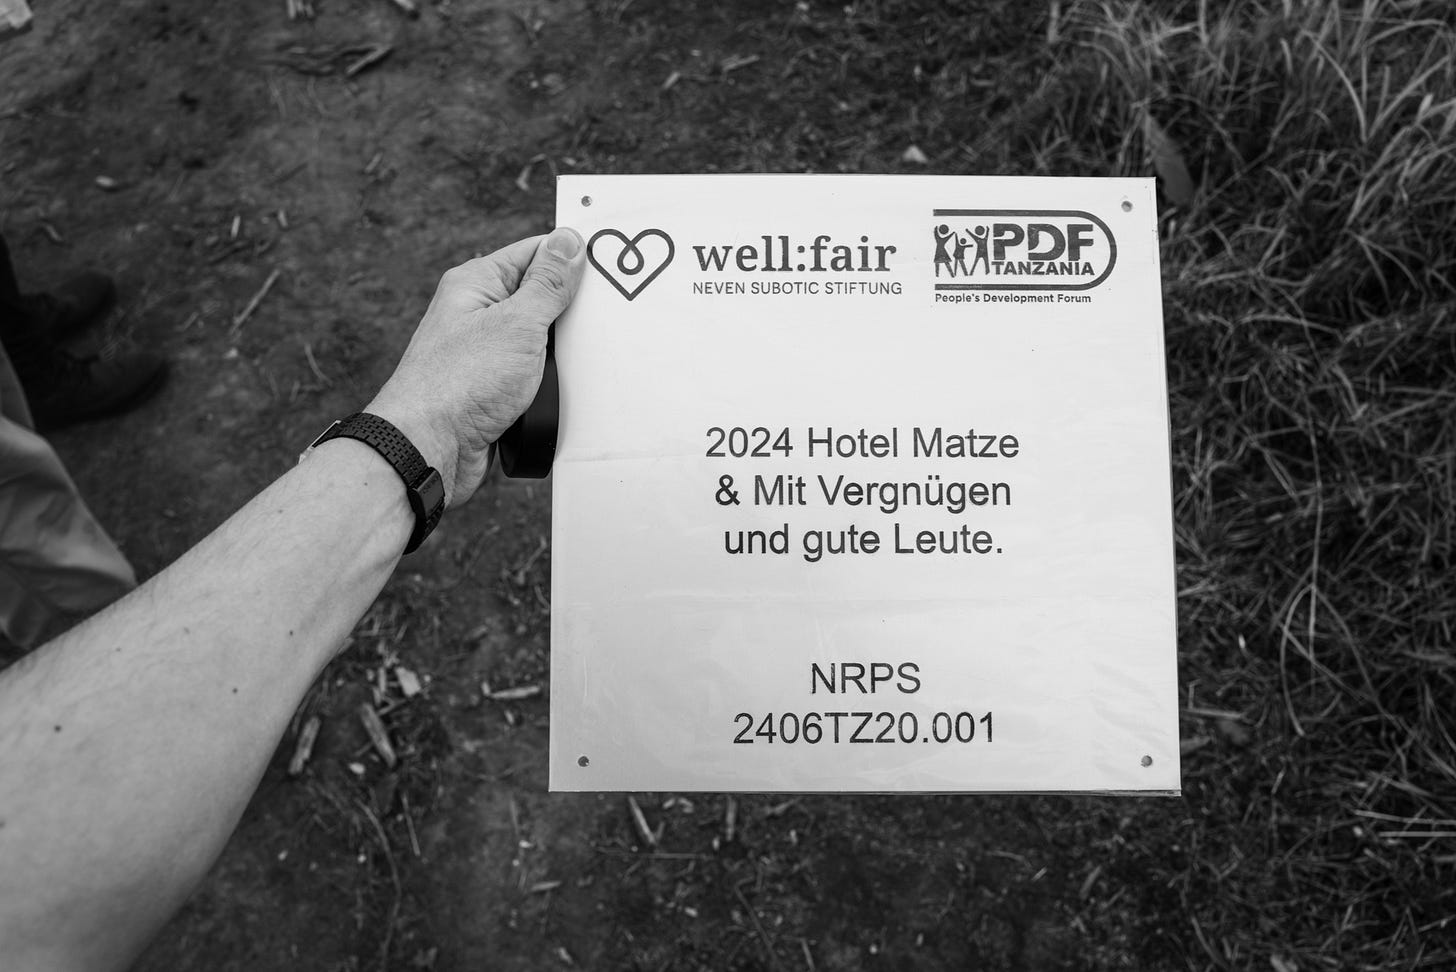 well:fair
NEVEN SUBOTIC STIFTUNG
PDF
TANZANIA
People's Development Forum
2024 Hotel Matze
& Mit Vergnügen
und gute Leute.
NRPS
2406TZ20.001